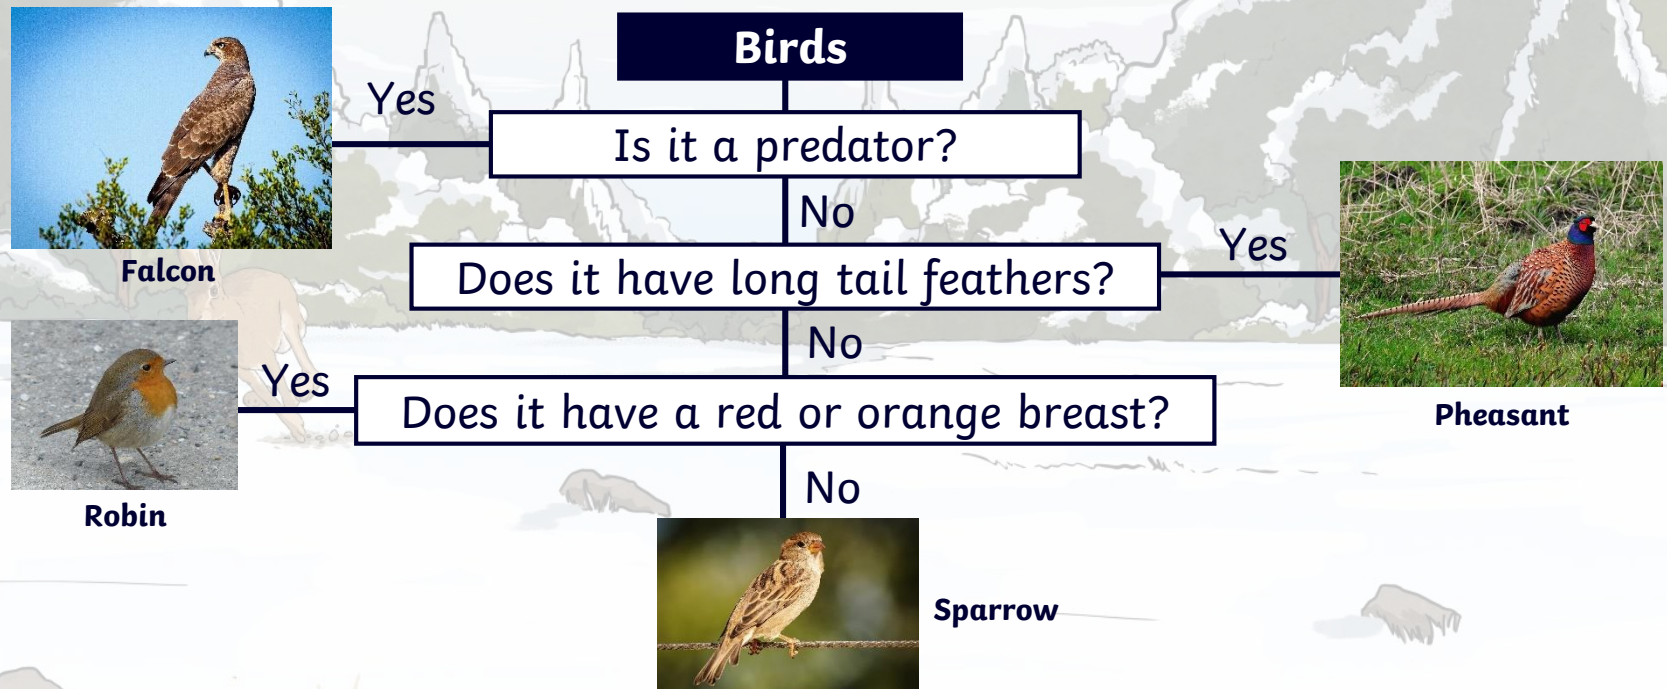 Birds
Yes
Is it a predator?
No
Falcon
Does it have long tail feathers?
Yes
Pheasant
No
Yes
Does it have a red or orange breast?
Robin
No
Sparrow